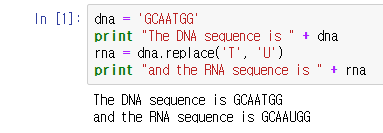 In [1]: dna = 'GCAATGG'
print "The DNA sequence is " + dna
rna = dna.replace('T', 'U')
print "and the RNA sequence is " + rna
The DNA sequence is GCAATGG
and the RNA sequence is GCAAUGG